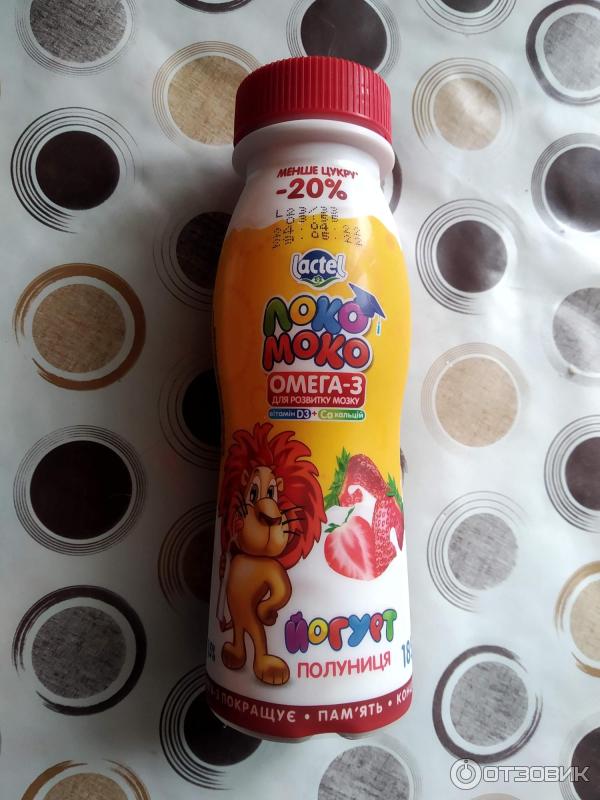 МЕНШЕ ЦУКРУ*
-20%
lactel
ЛОКО
МОКО
ОМЕГА-3
ДЛЯ РОЗВИТКУ МОЗКУ
вітамін D3 + Ca кальцій
ЙОГУРТ
ПОЛУНИЦЯ
ПОКРАЩУЄ • ПАМ'ЯТЬ •
ОТЗОВИК